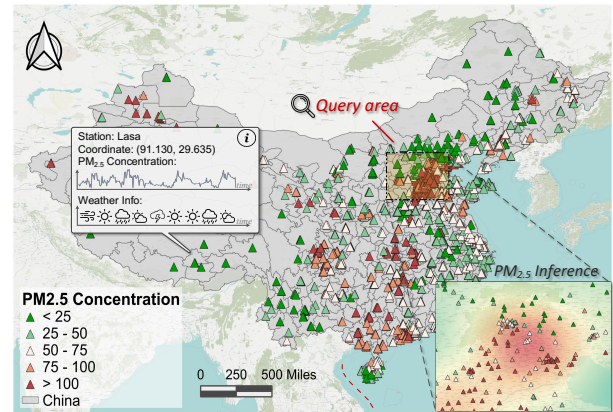 Query area
Station: Lasa
i
Coordinate: (91.130, 29.635)
PM2.5 Concentration:
time
Weather Info:
time
PM2.5 Inference
PM2.5 Concentration
< 25
25 - 50
50 - 75
75 - 100
> 100
China
0 250 500 Miles